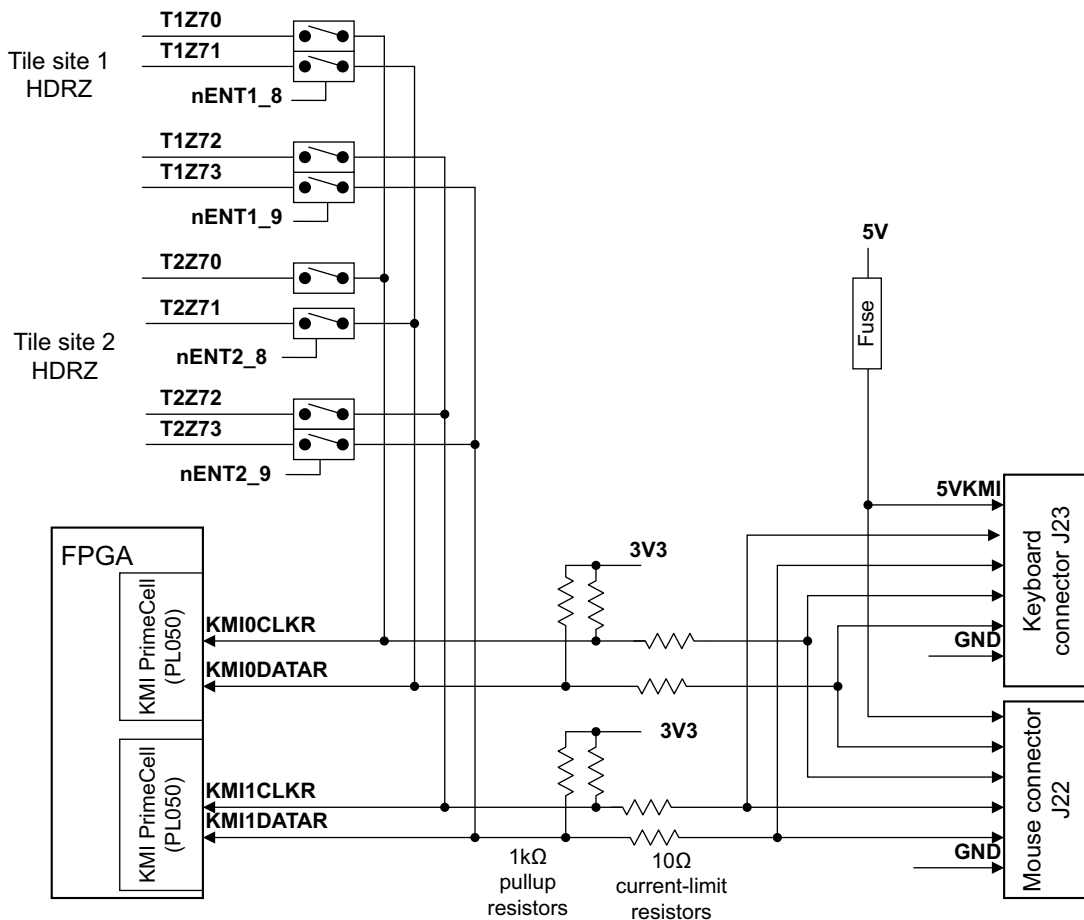 T1Z70
T1Z71
Tile site 1
HDRZ
nENT1_8
T1Z72
T1Z73
nENT1_9
5V
T2Z70
T2Z71
Fuse
Tile site 2
HDRZ
nENT2_8
T2Z72
T2Z73
nENT2_9
5VKMI
Keyboard
connector J23
FPGA
3V3
KMI PrimeCell
(PL050)
KMI0CLKR
GND
KMI0DATAR
3V3
Mouse connector
J22
KMI PrimeCell
(PL050)
KMI1CLKR
KMI1DATAR
GND
1kΩ
pullup
resistors
10Ω
current-limit
resistors